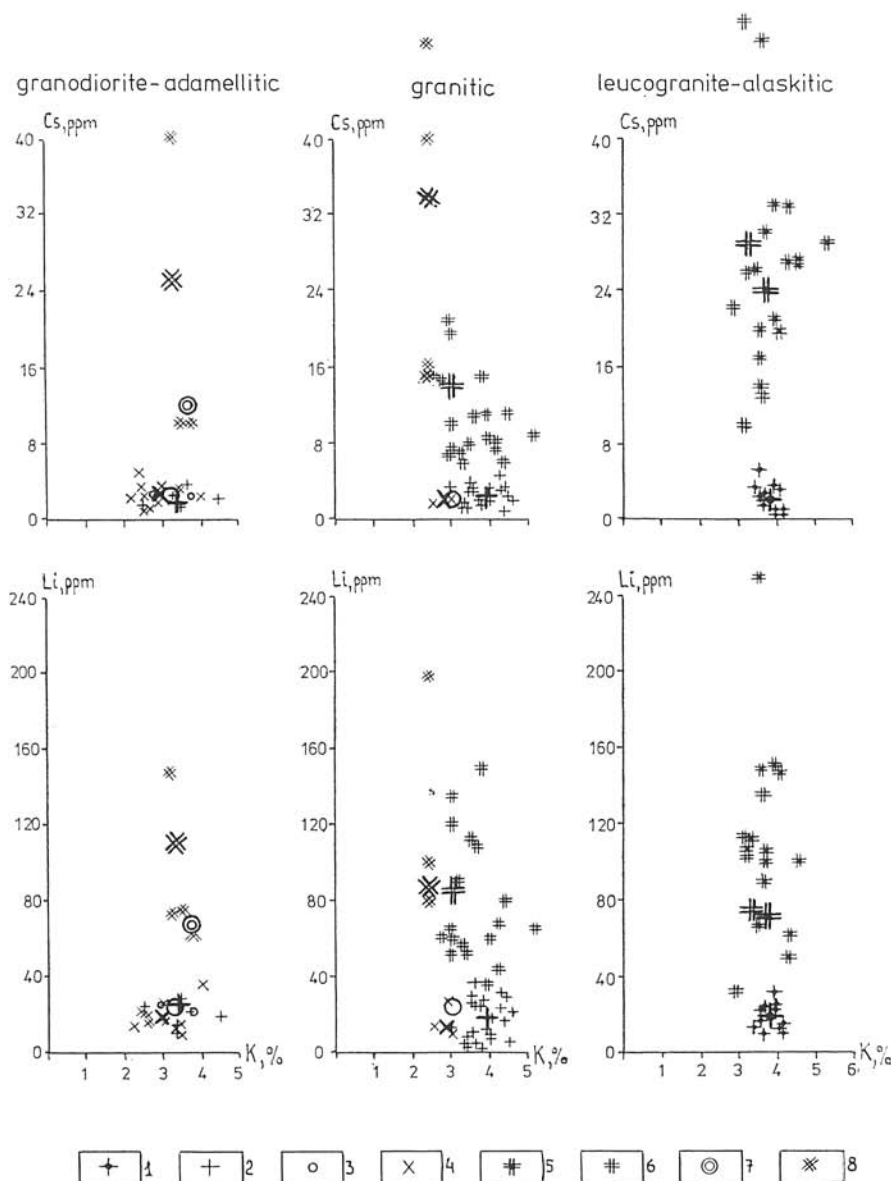 granodiorite-adamellitic granitic leucogranite-alaskitic
Cs,ppm Cs,ppm Cs,ppm
40 40 40
32 32 32
24 24 24
16 16 16
8 8 8
0 0 0
Li,ppm Li,ppm Li,ppm
240 240 240
200 200 200
160 160 160
120 120 120
80 80 80
40 40 40
0 0 0
K,% K,% K,%
1 2 3 4 5 1 2 3 4 5 1 2 3 4 5 6
1 2 3 4 5 6 7 8